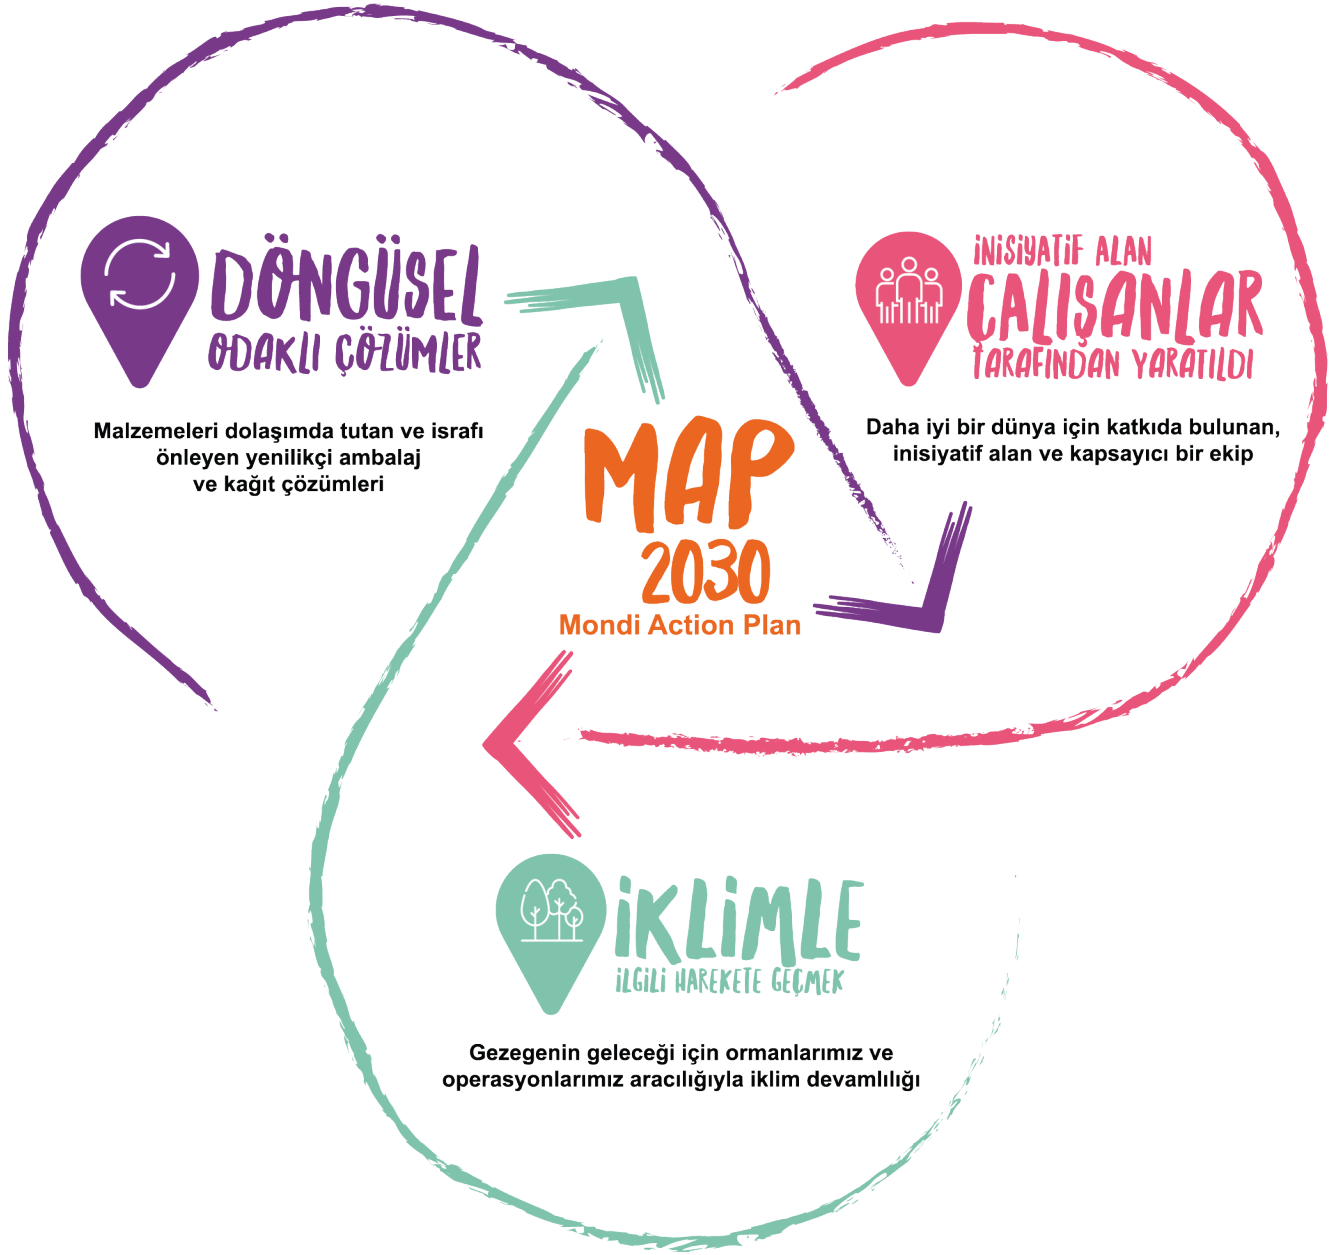 DÖNGÜSEL
ODAKLI ÇÖZÜMLER
Malzemeleri dolaşımda tutan ve israfı
önleyen yenilikçi ambalaj
ve kağıt çözümleri
İNİSİYATİF ALAN
ÇALIŞANLAR
TARAFINDAN YARATILDI
Daha iyi bir dünya için katkıda bulunan,
inisiyatif alan ve kapsayıcı bir ekip
MAP
2030
Mondi Action Plan
İKLİMLE
İLGİLİ HAREKETE GEÇMEK
Gezegenin geleceği için ormanlarımız ve
operasyonlarımız aracılığıyla iklim devamlılığı